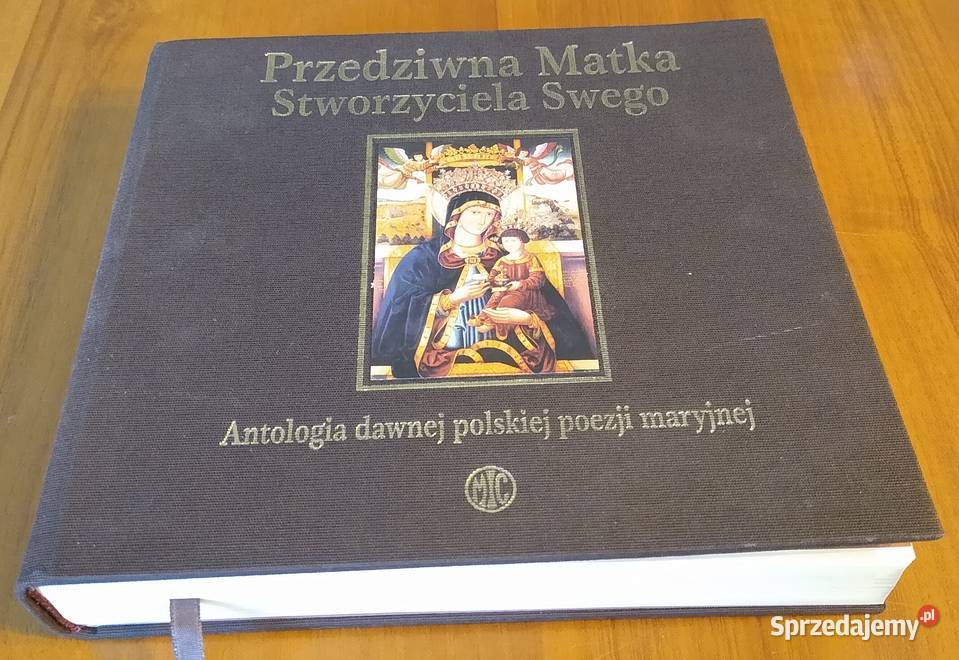 Przedziwna Matka
Stworzyciela Swego
Antologia dawnej polskiej poezji maryjnej
MIC
Sprzedajemy.pl